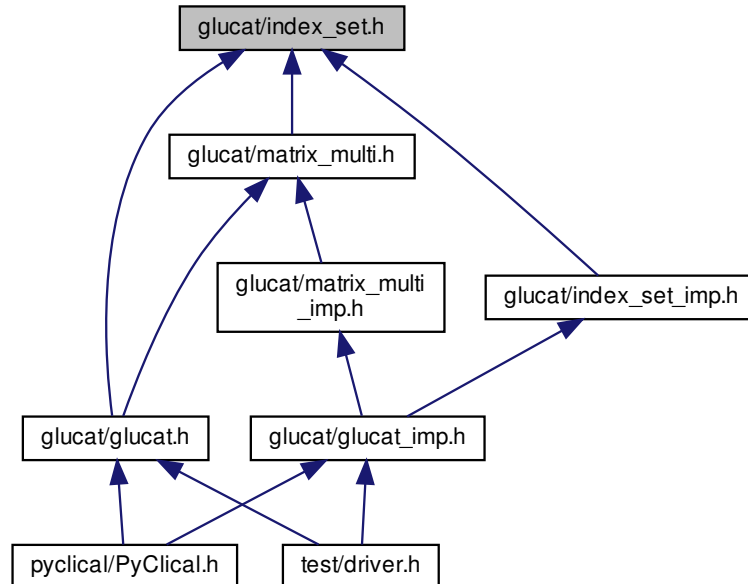 glucat/index_set.h
glucat/matrix_multi.h
glucat/matrix_multi
_imp.h
glucat/index_set_imp.h
glucat/glucat.h
glucat/glucat_imp.h
pyclical/PyClical.h
test/driver.h